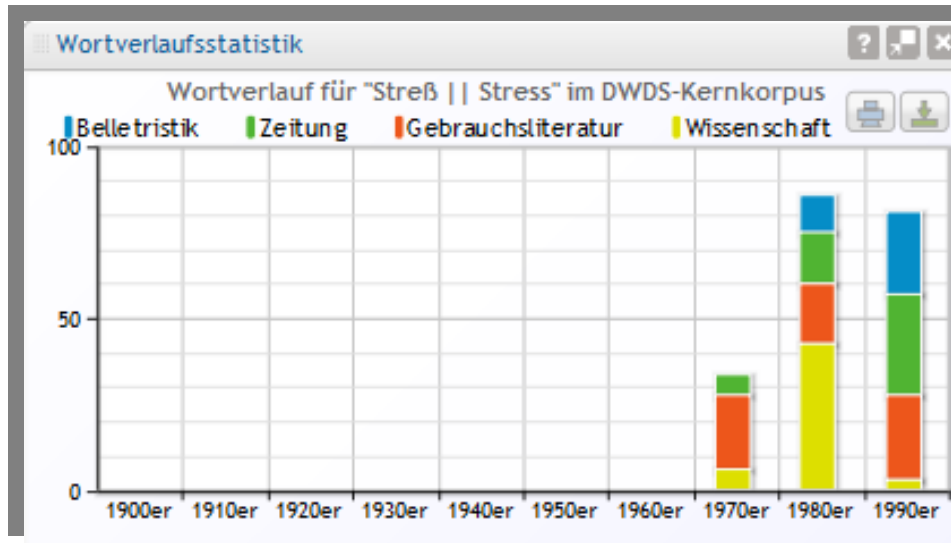 Wortverlaufsstatistik
?
Wortverlauf für "Streß || Stress" im DWDS-Kernkorpus
Belletristik Zeitung Gebrauchsliteratur Wissenschaft
100
50
0
1900er 1910er 1920er 1930er 1940er 1950er 1960er 1970er 1980er 1990er